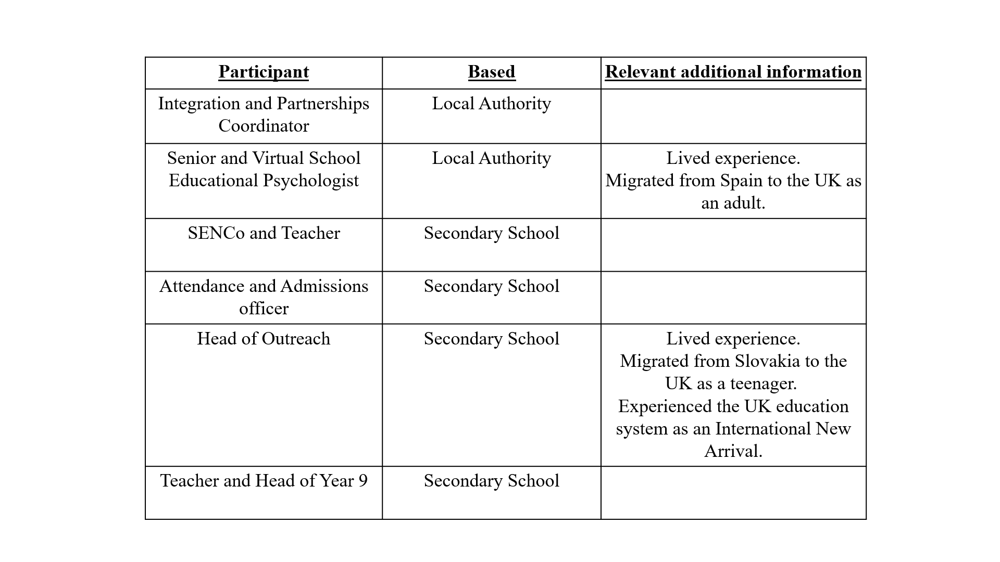 Participant
Based
Relevant additional information
Integration and Partnerships
Coordinator
Local Authority
Senior and Virtual School
Educational Psychologist
Local Authority
Lived experience.
Migrated from Spain to the UK as
an adult.
SENCo and Teacher
Secondary School
Attendance and Admissions
officer
Secondary School
Head of Outreach
Secondary School
Lived experience.
Migrated from Slovakia to the
UK as a teenager.
Experienced the UK education
system as an International New
Arrival.
Teacher and Head of Year 9
Secondary School